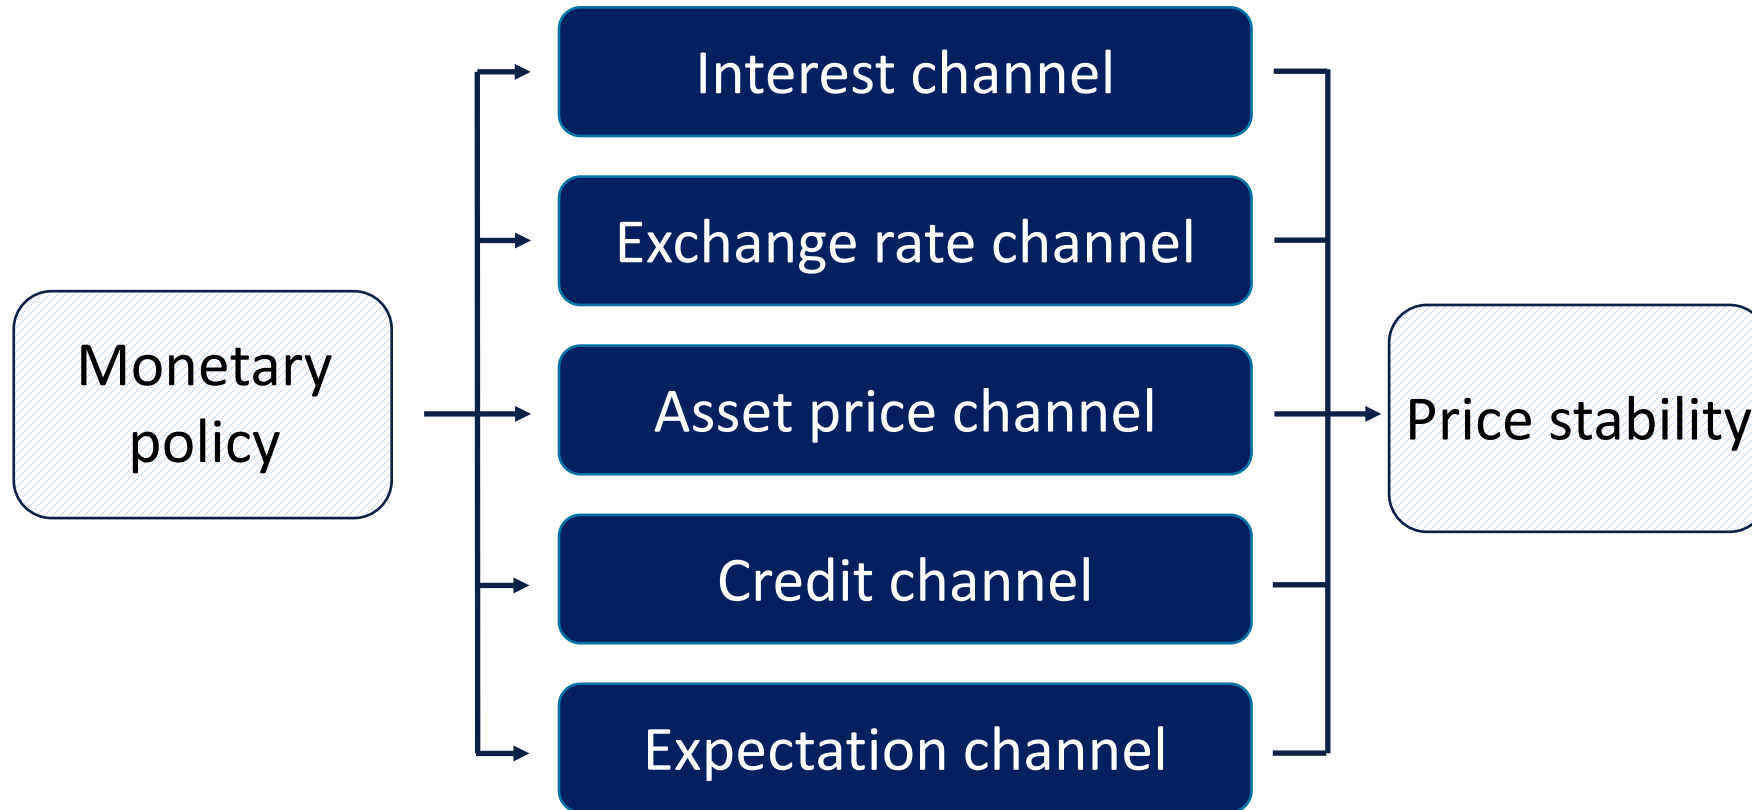 Interest channel
Exchange rate channel
Monetary
policy
Asset price channel
Price stability
Credit channel
Expectation channel